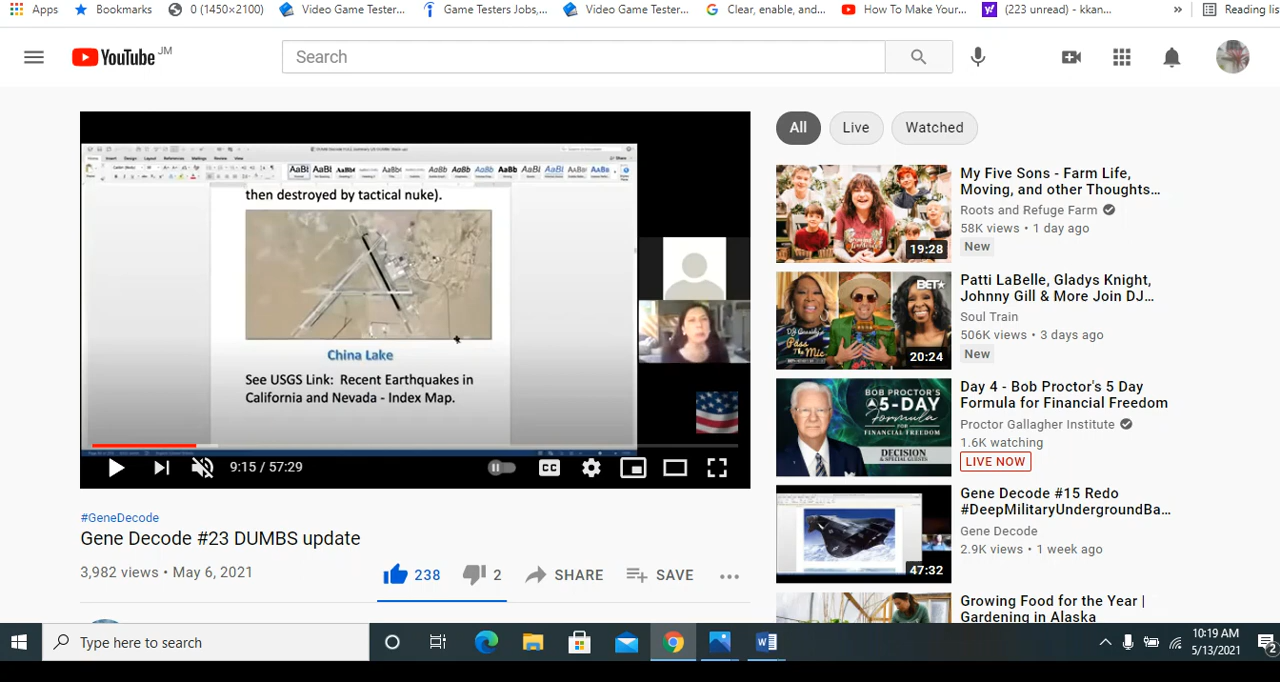 Apps
Bookmarks
0 (1450×2100)
Video Game Tester...
Game Testers Jobs,...
Video Game Tester...
Clear, enable, and...
How To Make Your...
(223 unread) - kkan...
»
Reading lis
YouTube JM
Search
All
Live
Watched
then destroyed by tactical nuke).
China Lake
See USGS Link: Recent Earthquakes in
California and Nevada - Index Map.
9:15 / 57:29
CC
#GeneDecode
Gene Decode #23 DUMBS update
3,982 views • May 6, 2021
238
2
SHARE
SAVE
My Five Sons - Farm Life,
Moving, and other Thoughts...
Roots and Refuge Farm
58K views • 1 day ago
New
19:28
Patti LaBelle, Gladys Knight,
Johnny Gill & More Join DJ...
Soul Train
506K views • 3 days ago
New
BET
DJ Cassidy's
Pass
The Mic
20:24
Day 4 - Bob Proctor's 5 Day
Formula for Financial Freedom
Proctor Gallagher Institute
1.6K watching
LIVE NOW
BOB PROCTOR'S
5-DAY
Formula
FOR
FINANCIAL FREEDOM
DECISION
& SPECIAL GUESTS
Gene Decode #15 Redo
#DeepMilitaryUndergroundBa...
Gene Decode
2.9K views • 1 week ago
47:32
Growing Food for the Year |
Gardening in Alaska
Type here to search
10:19 AM
5/13/2021
2